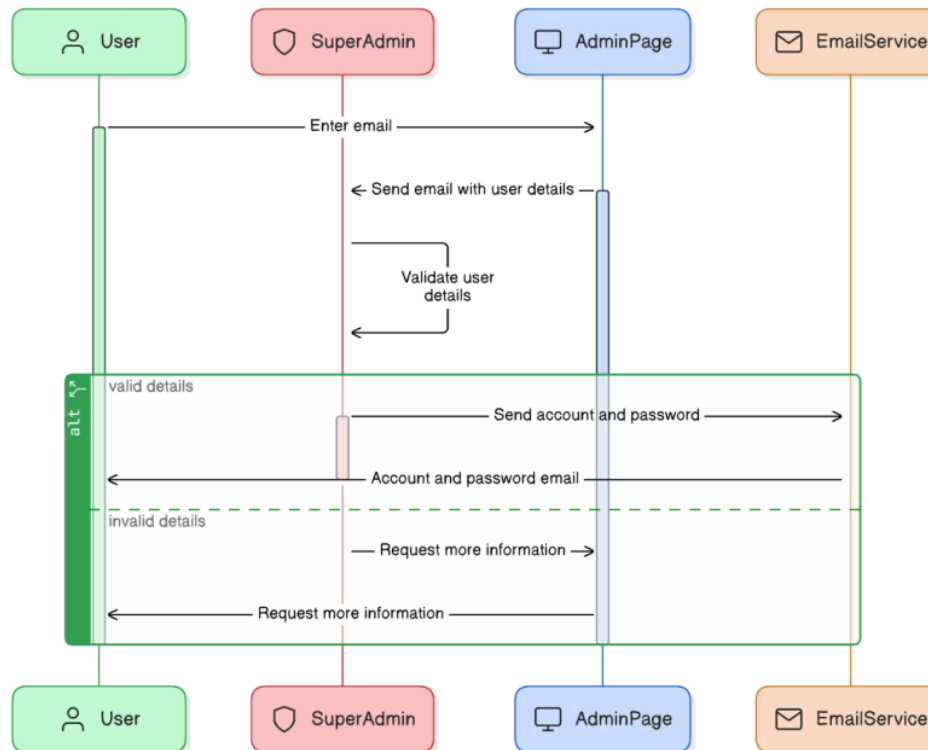 User
SuperAdmin
AdminPage
EmailService
Enter email
Send email with user details
Validate user
details
alt
valid details
Send account and password
Account and password email
invalid details
Request more information
Request more information
User
SuperAdmin
AdminPage
EmailService